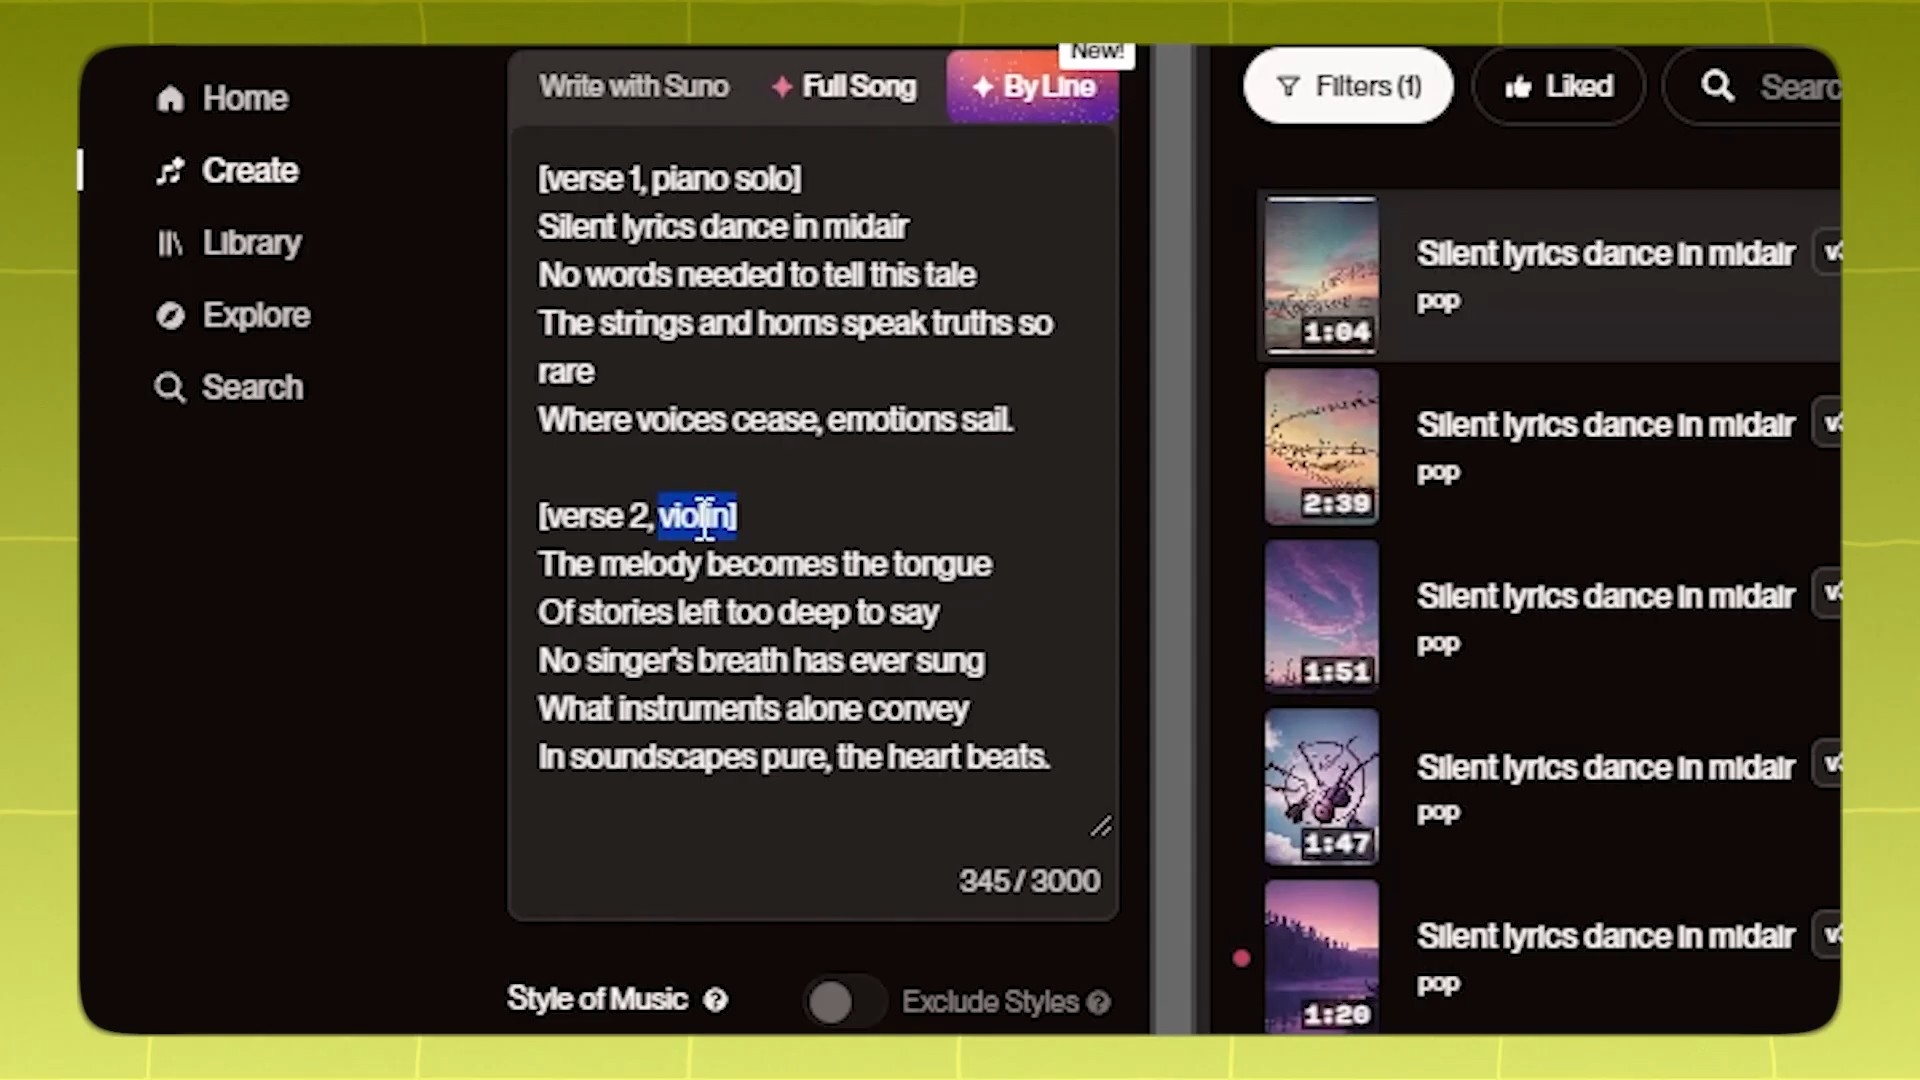 Home
Create
Library
Explore
Search
New!
Write with Suno
Full Song
By Line
[verse 1, piano solo]
Silent lyrics dance in midair
No words needed to tell this tale
The strings and horns speak truths so
rare
Where voices cease, emotions sail.
[verse 2, violin]
The melody becomes the tongue
Of stories left too deep to say
No singer's breath has ever sung
What instruments alone convey
In soundscapes pure, the heart beats.
345 / 3000
Style of Music
Exclude Styles
Filters (1)
Liked
Searc
Silent lyrics dance in midair
pop
1:04
Silent lyrics dance in midair
pop
2:39
Silent lyrics dance in midair
pop
1:51
Silent lyrics dance in midair
pop
1:47
Silent lyrics dance in midair
pop
1:20